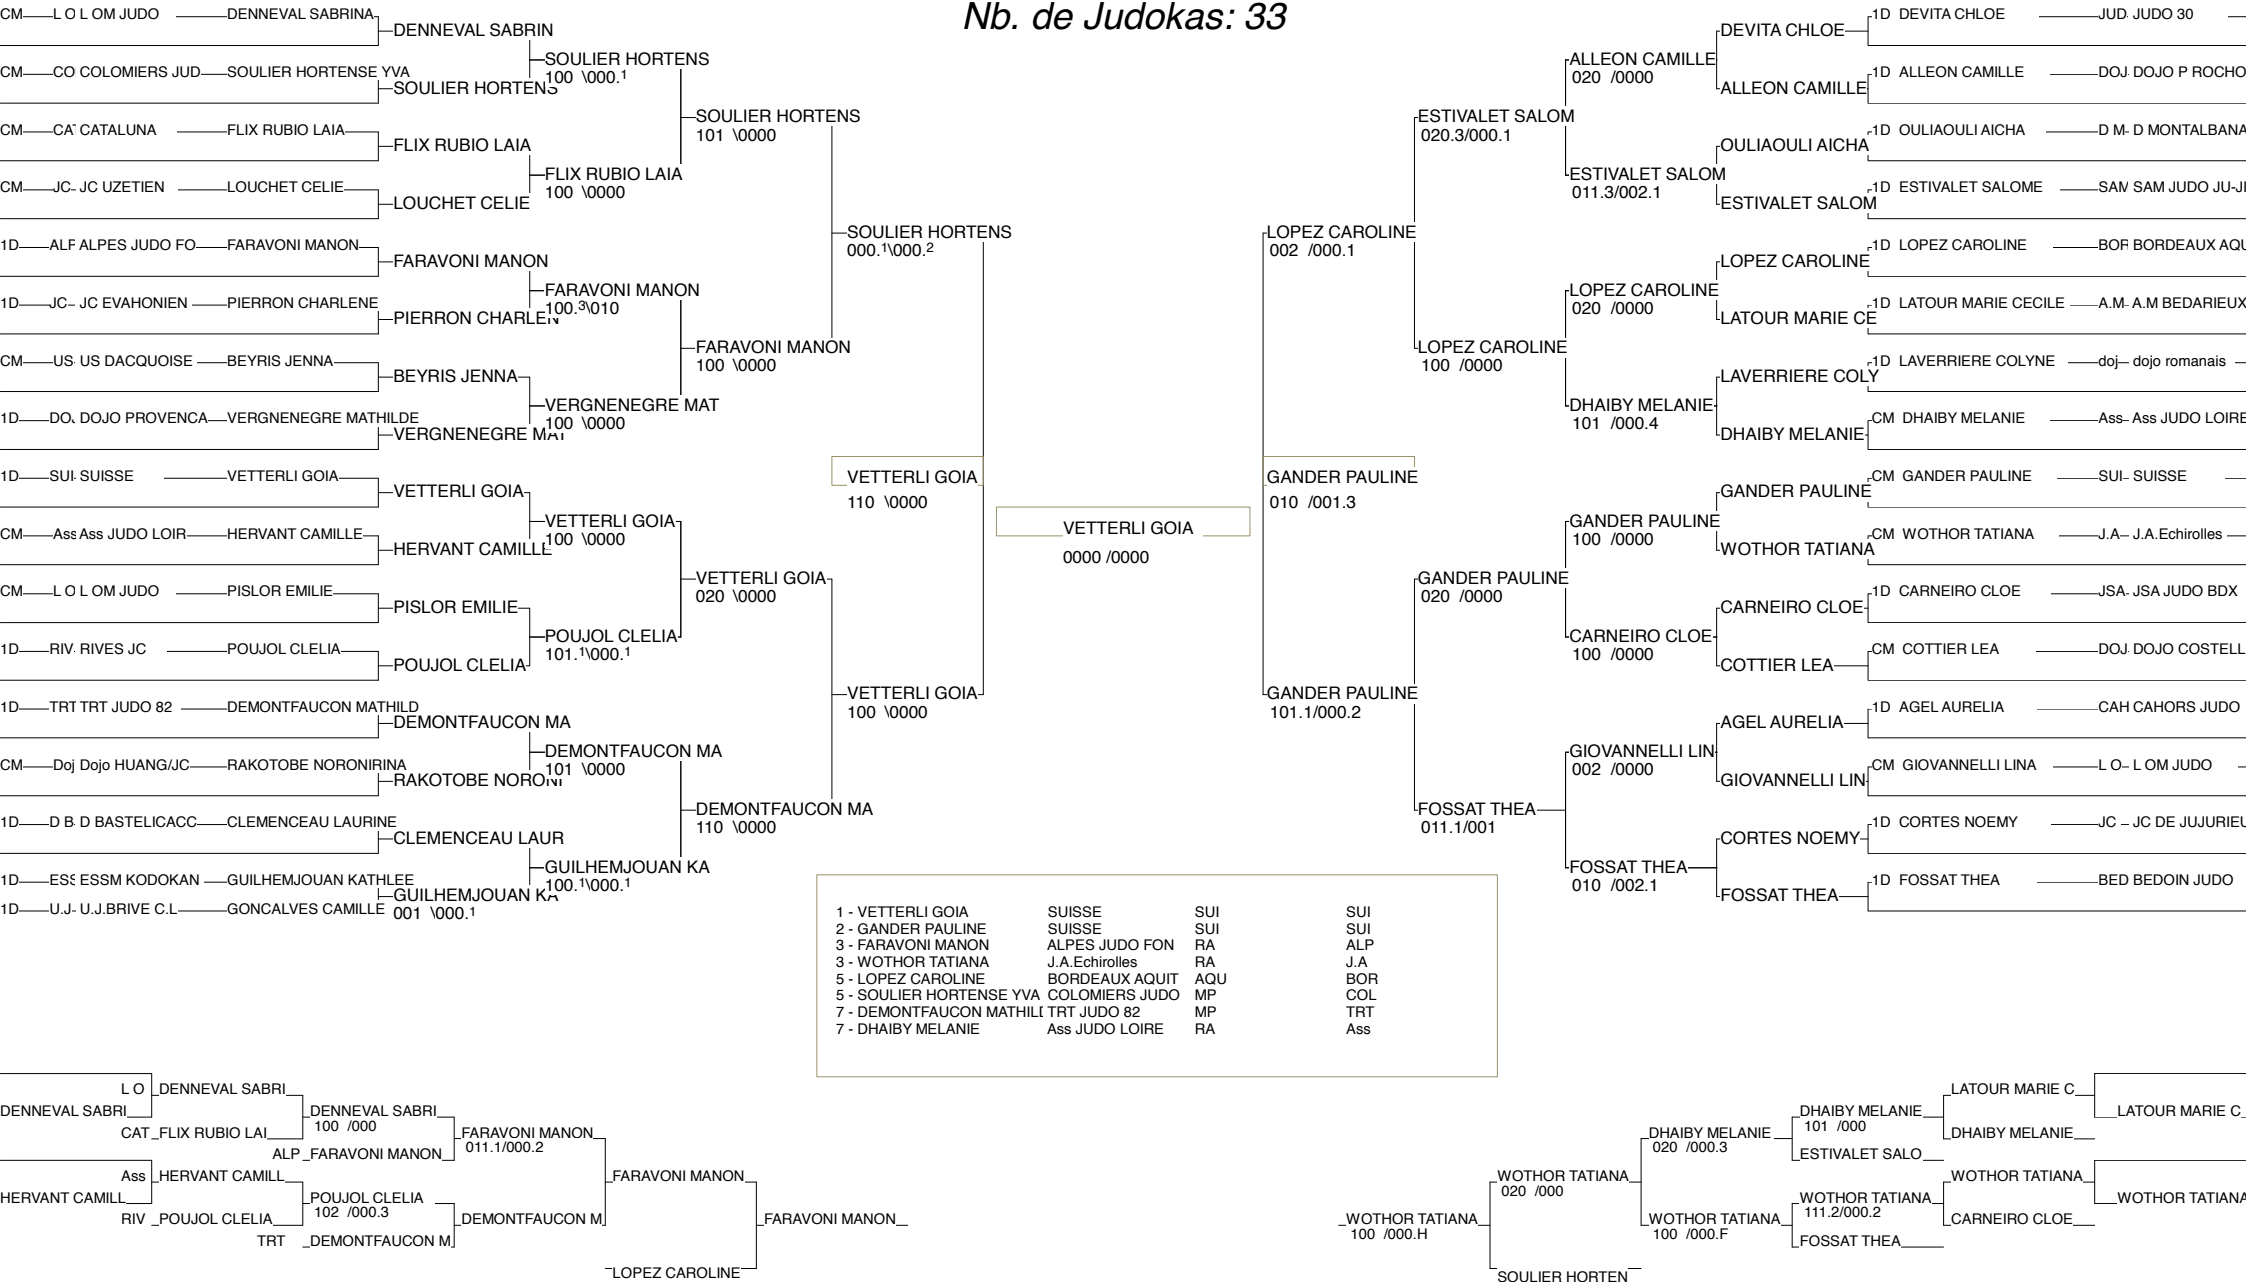 Nb. de Judokas: 33
CM L O L OM JUDO DENNEVAL SABRINA
CM CO COLOMIERS JUD SOULIER HORTENSE YVA
CM CATALUNA FLIX RUBIO LAIA
CM JC JC UZETIEN LOUCHET CELIE
1D ALP ALPES JUDO FO FARAVONI MANON
1D JC JC EVAHONIEN PIERRON CHARLENE
CM US US DACQUOISE BEYRIS JENNA
1D DOJO PROVENCA VERGNENEGRE MATHILDE
1D SUI SUISSE VETTERLI GOIA
CM Ass Ass JUDO LOIR HERVANT CAMILLE
CM L O L OM JUDO PISLOR EMILIE
1D RIV RIVES JC POUJOL CLELIA
1D TRT TRT JUDO 82 DEMONTFAUCON MATHILD
CM Doj Dojo HUANG/JC RAKOTOBE NORONIRINA
1D D B D BASTELICACC CLEMENCEAU LAURINE
1D ESSM KODOKAN GUILHEMJOUAN KATHLEE
1D U.J U.J.BRIVE C.L GONCALVES CAMILLE
DENNEVAL SABRIN
SOULIER HORTENS
FLIX RUBIO LAIA
LOUCHET CELIE
FARAVONI MANON
PIERRON CHARLEN
BEYRIS JENNA
VERGNENEGRE MAT
VETTERLI GOIA
HERVANT CAMILLE
PISLOR EMILIE
POUJOL CLELIA
DEMONTFAUCON MA
RAKOTOBE NORONI
CLEMENCEAU LAUR
GUILHEMJOUAN KA
001 \000.1
SOULIER HORTENS
100 \000.1
FLIX RUBIO LAIA
100 \0000
FARAVONI MANON
100.3\010
VERGNENEGRE MAT
100 \0000
VETTERLI GOIA
100 \0000
POUJOL CLELIA
101.1\000.1
DEMONTFAUCON MA
101 \0000
GUILHEMJOUAN KA
100.1\000.1
SOULIER HORTENS
101 \0000
FARAVONI MANON
100 \0000
VETTERLI GOIA
020 \0000
DEMONTFAUCON MA
110 \0000
SOULIER HORTENS
000.1\000.2
VETTERLI GOIA
100 \0000
VETTERLI GOIA
110 \0000
VETTERLI GOIA
0000 /0000
GANDER PAULINE
010 /001.3
LOPEZ CAROLINE
002 /000.1
GANDER PAULINE
101.1/000.2
ESTIVALET SALOM
020.3/000.1
LOPEZ CAROLINE
100 /0000
GANDER PAULINE
020 /0000
FOSSAT THEA
011.1/001
ALLEON CAMILLE
020 /0000
ESTIVALET SALOM
011.3/002.1
LOPEZ CAROLINE
020 /0000
DHAIBY MELANIE
101 /000.4
GANDER PAULINE
100 /0000
CARNEIRO CLOE
100 /0000
GIOVANNELLI LIN
002 /0000
FOSSAT THEA
010 /002.1
DEVITA CHLOE
ALLEON CAMILLE
OULIAOULI AICHA
ESTIVALET SALOM
LOPEZ CAROLINE
LATOUR MARIE CE
LAVERRIERE COLY
DHAIBY MELANIE
GANDER PAULINE
WOTHOR TATIANA
CARNEIRO CLOE
COTTIER LEA
AGEL AURELIA
GIOVANNELLI LIN
CORTES NOEMY
FOSSAT THEA
1D DEVITA CHLOE JUD JUDO 30
1D ALLEON CAMILLE DOJ DOJO P ROCHO
1D OULIAOULI AICHA D M D MONTALBANA
1D ESTIVALET SALOME SAM SAM JUDO JU-JI
1D LOPEZ CAROLINE BOR BORDEAUX AQU
1D LATOUR MARIE CECILE A.M A.M BEDARIEUX
1D LAVERRIERE COLYNE doj dojo romanais
CM DHAIBY MELANIE Ass Ass JUDO LOIRE
CM GANDER PAULINE SUI SUISSE
CM WOTHOR TATIANA J.A J.A.Echirolles
1D CARNEIRO CLOE JSA JSA JUDO BDX
CM COTTIER LEA DOJ DOJO COSTELL
1D AGEL AURELIA CAH CAHORS JUDO
CM GIOVANNELLI LINA L O L OM JUDO
1D CORTES NOEMY JC JC DE JUJURIEU
1D FOSSAT THEA BED BEDOIN JUDO
1 - VETTERLI GOIA SUISSE SUI SUI
2 - GANDER PAULINE SUISSE SUI SUI
3 - FARAVONI MANON ALPES JUDO FON RA ALP
3 - WOTHOR TATIANA J.A.Echirolles RA J.A
5 - LOPEZ CAROLINE BORDEAUX AQUIT AQU BOR
5 - SOULIER HORTENSE YVA COLOMIERS JUDO MP COL
7 - DEMONTFAUCON MATHIL TRT JUDO 82 MP TRT
7 - DHAIBY MELANIE Ass JUDO LOIRE RA Ass
DENNEVAL SABRI
HERVANT CAMILL
L O DENNEVAL SABRI
CAT FLIX RUBIO LAI
Ass HERVANT CAMILL
RIV POUJOL CLELIA
DENNEVAL SABRI
100 /000
ALP FARAVONI MANON
POUJOL CLELIA
102 /000.3
TRT DEMONTFAUCON M
FARAVONI MANON
011.1/000.2
DEMONTFAUCON M
FARAVONI MANON
LOPEZ CAROLINE
FARAVONI MANON
WOTHOR TATIANA
100 /000.H
WOTHOR TATIANA
020 /000
SOULIER HORTEN
DHAIBY MELANIE
020 /000.3
WOTHOR TATIANA
100 /000.F
DHAIBY MELANIE
101 /000
ESTIVALET SALO
WOTHOR TATIANA
111.2/000.2
FOSSAT THEA
LATOUR MARIE C
DHAIBY MELANIE
WOTHOR TATIANA
CARNEIRO CLOE
LATOUR MARIE C
WOTHOR TATIANA